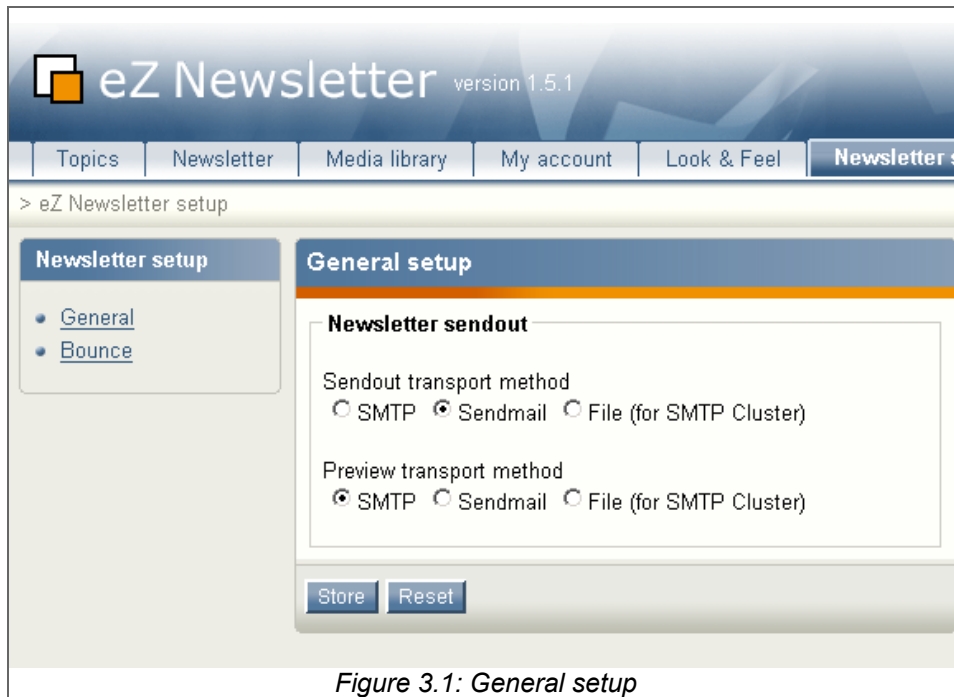 eZ Newsletter version 1.5.1
Topics Newsletter Media library My account Look & Feel Newsletter
> eZ Newsletter setup
Newsletter setup
General
Bounce
General setup
Newsletter sendout
Sendout transport method
SMTP Sendmail File (for SMTP Cluster)
Preview transport method
SMTP Sendmail File (for SMTP Cluster)
Store Reset
Figure 3.1: General setup